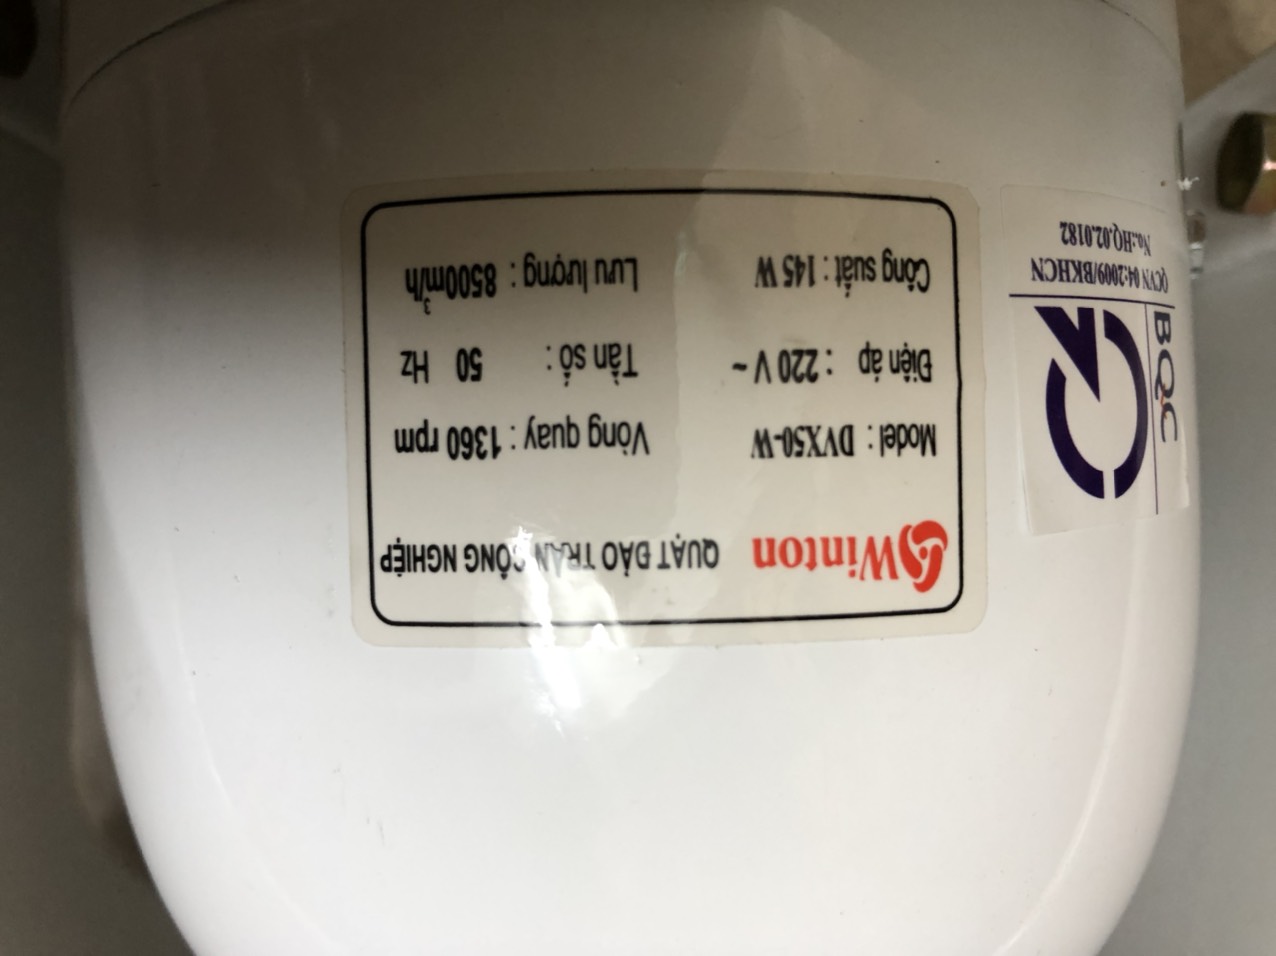 Winton QUẠT ĐẢO TRẦN CÔNG NGHIỆP
Model : DVX50-W Vòng quay : 1360 rpm
Điện áp : 220 V ~ Tần số : 50 Hz
Công suất : 145 W Lưu lượng : 8500m³/h
BQC
QCVN 04:2009/BKHCN
No.:HQ.02.0182